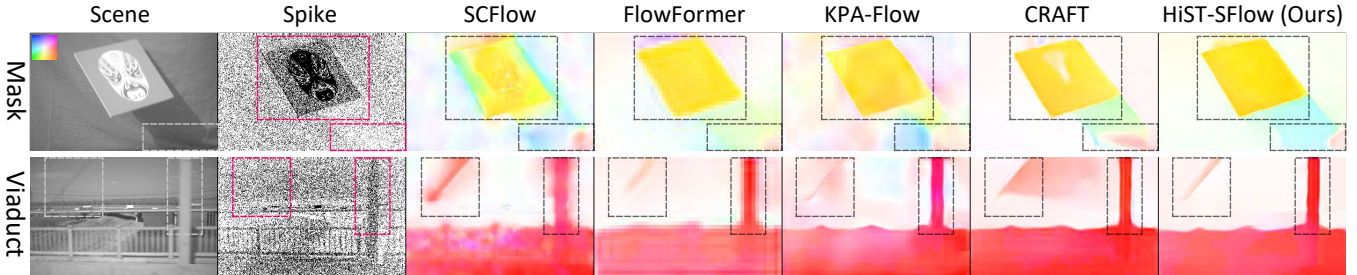 Scene Spike SCFlow FlowFormer KPA-Flow CRAFT HiST-SFlow (Ours)
Mask
Viaduct